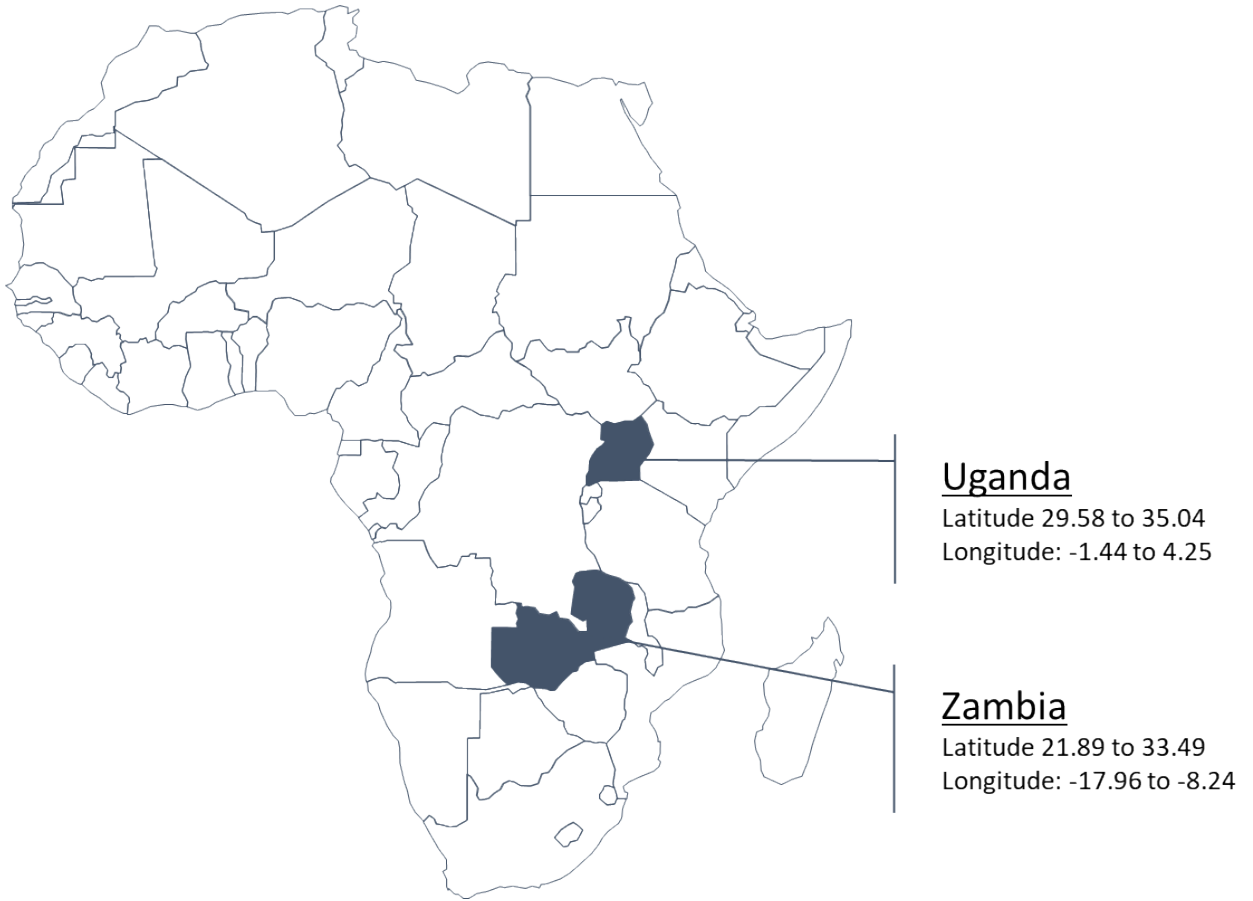 Uganda
Latitude 29.58 to 35.04
Longitude: -1.44 to 4.25
Zambia
Latitude 21.89 to 33.49
Longitude: -17.96 to -8.24